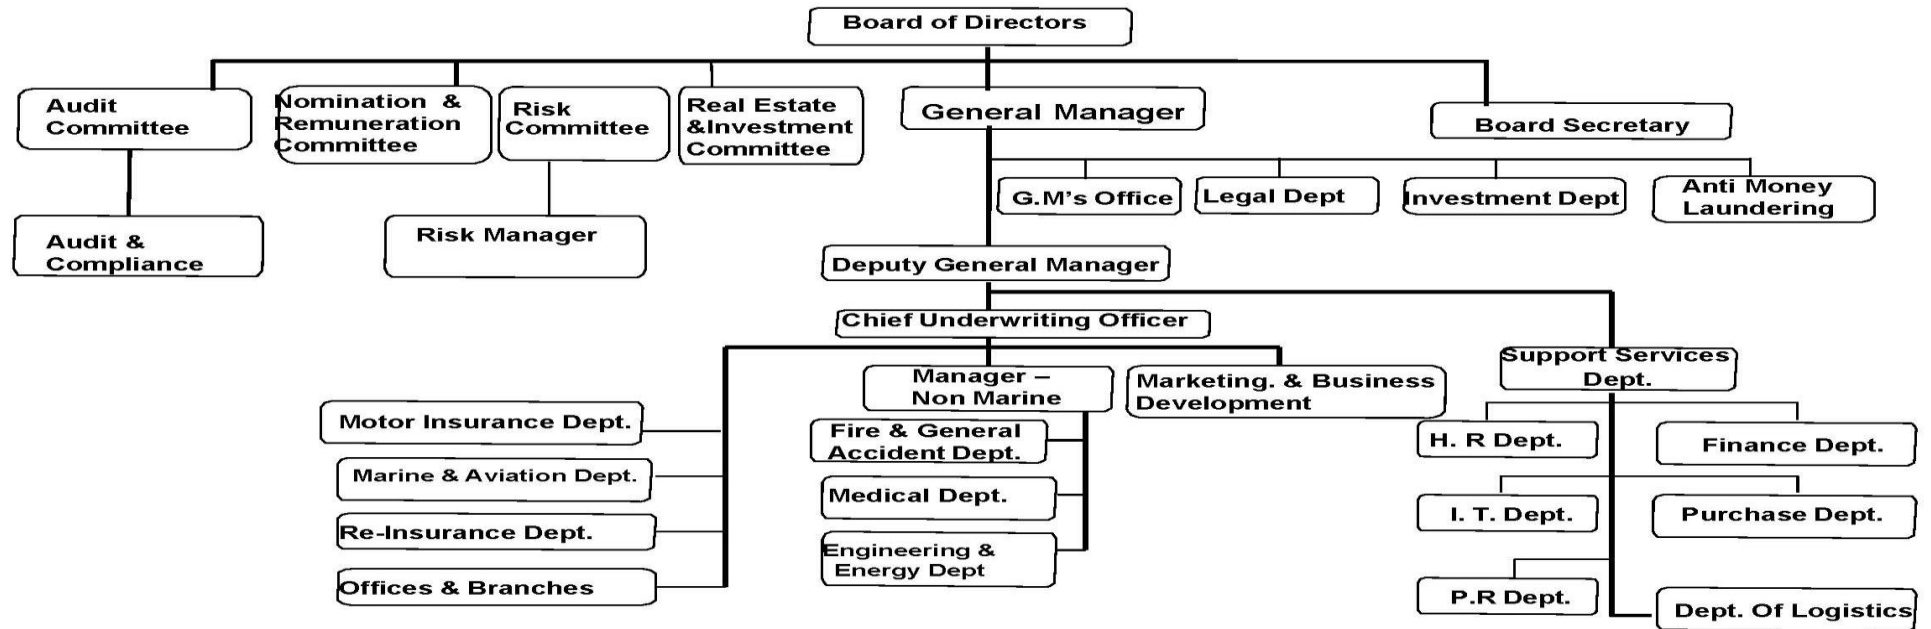 Board of Directors
Audit
Committee
Nomination &
Remuneration
Committee
Risk
Committee
Real Estate
&Investment
Committee
General Manager
Board Secretary
G.M's Office
Legal Dept
Investment Dept
Anti Money
Laundering
Audit &
Compliance
Risk Manager
Deputy General Manager
Chief Underwriting Officer
Support Services
Dept.
Manager –
Non Marine
Marketing. & Business
Development
Motor Insurance Dept.
Marine & Aviation Dept.
Re-Insurance Dept.
Offices & Branches
Fire & General
Accident Dept.
Medical Dept.
Engineering &
Energy Dept
H. R Dept.
Finance Dept.
I. T. Dept.
Purchase Dept.
P.R Dept.
Dept. Of Logistics